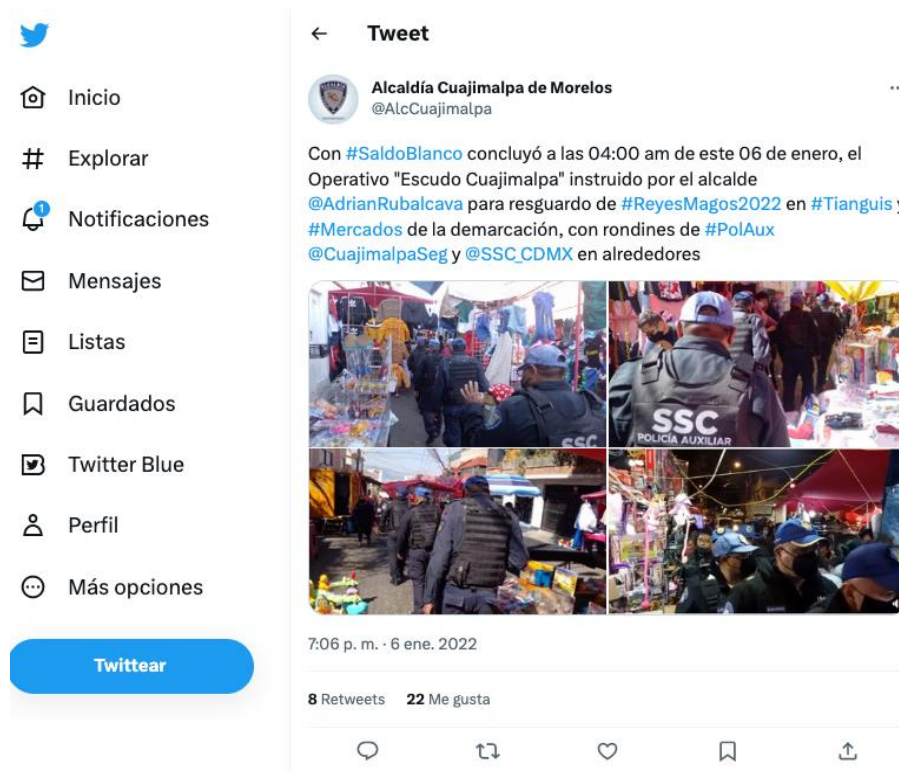 Tweet
Inicio
Explorar
1
Notificaciones
Mensajes
Listas
Guardados
Twitter Blue
Perfil
Más opciones
Twittear
Alcaldía Cuajimalpa de Morelos
@AlcCuajimalpa
Con #SaldoBlanco concluyó a las 04:00 am de este 06 de enero, el
Operativo "Escudo Cuajimalpa" instruido por el alcalde
@AdrianRubalcava para resguardo de #ReyesMagos2022 en #Tianguis y
#Mercados de la demarcación, con rondines de #PolAux
@CuajimalpaSeg y @SSC_CDMX en alrededores
SSC
SSC
POLICÍA AUXILIAR
7:06 p. m. · 6 ene. 2022
8 Retweets 22 Me gusta